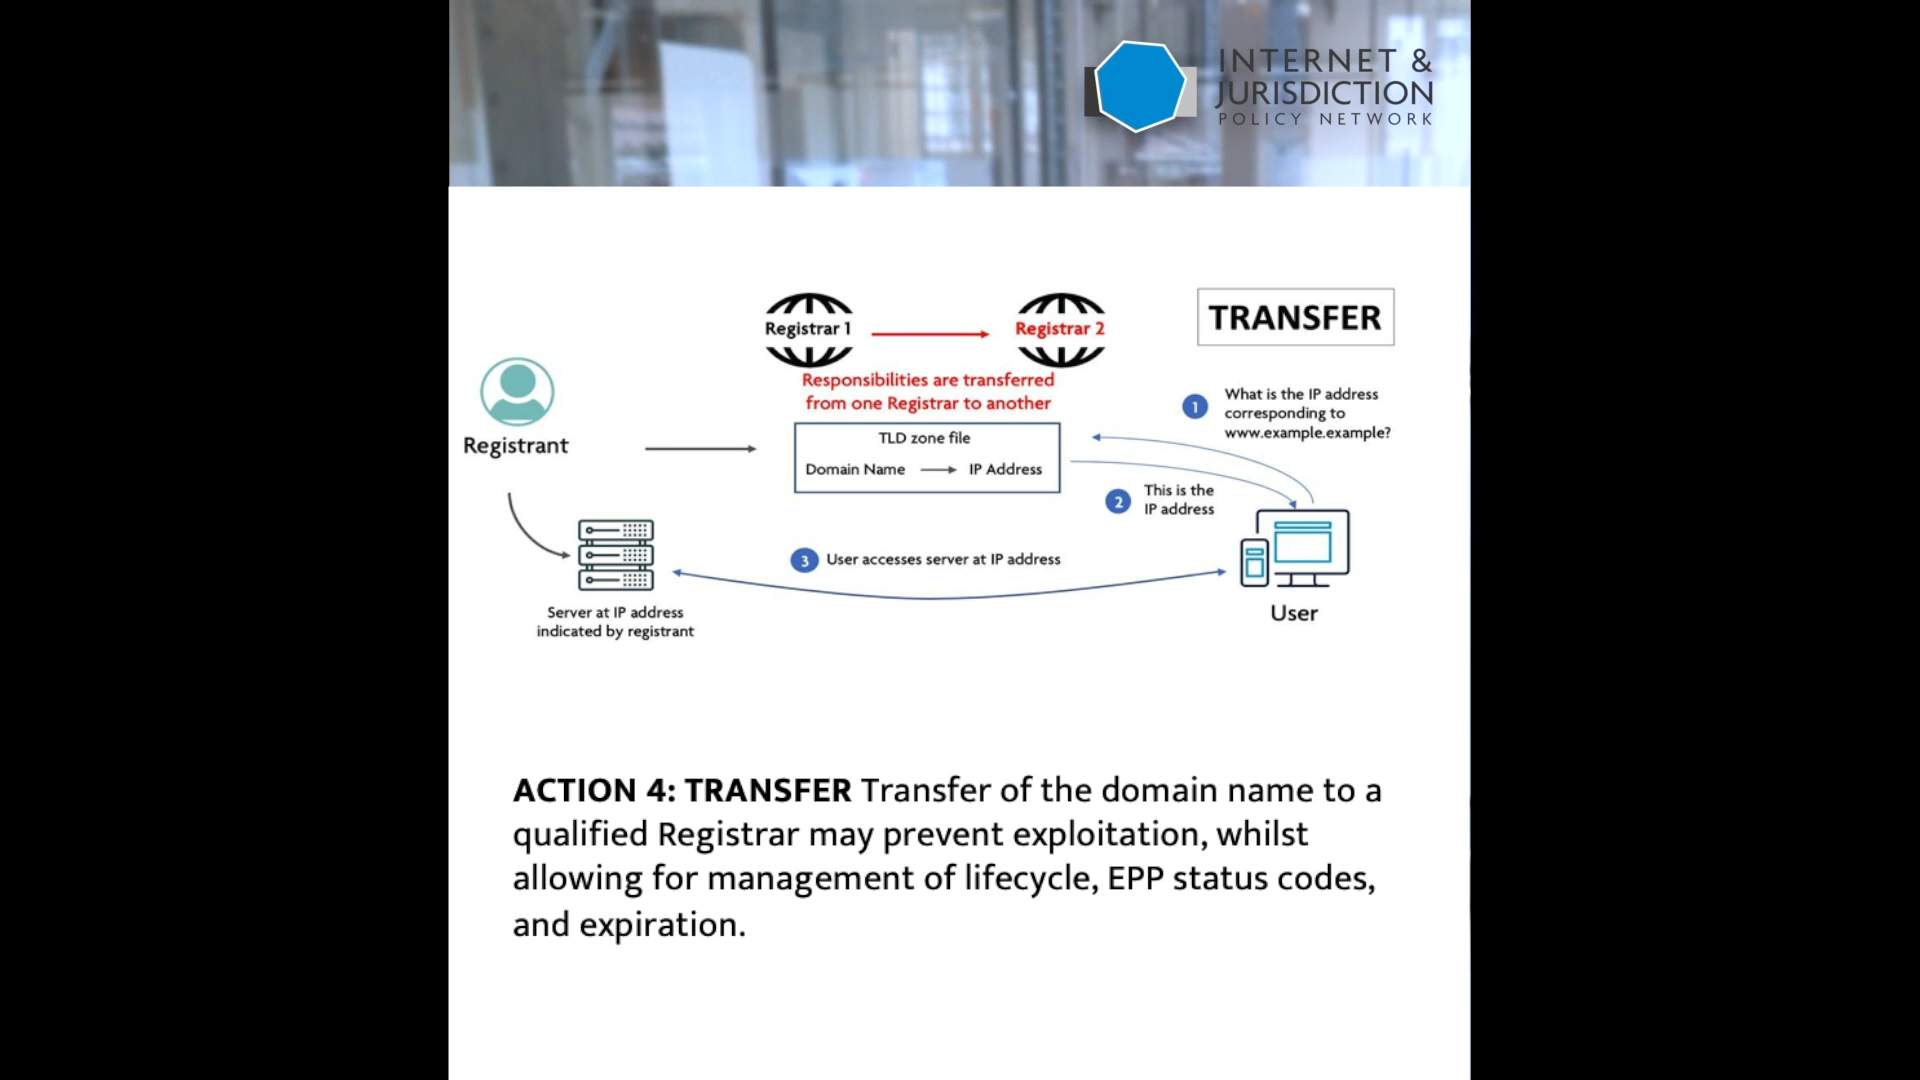 INTERNET &
JURISDICTION
POLICY NETWORK
Registrar 1
Registrar 2
TRANSFER
Responsibilities are transferred
from one Registrar to another
Registrant
TLD zone file
Domain Name
IP Address
1
What is the IP address
corresponding to
www.example.example?
2
This is the
IP address
3
User accesses server at IP address
Server at IP address
indicated by registrant
User
ACTION 4: TRANSFER Transfer of the domain name to a
qualified Registrar may prevent exploitation, whilst
allowing for management of lifecycle, EPP status codes,
and expiration.